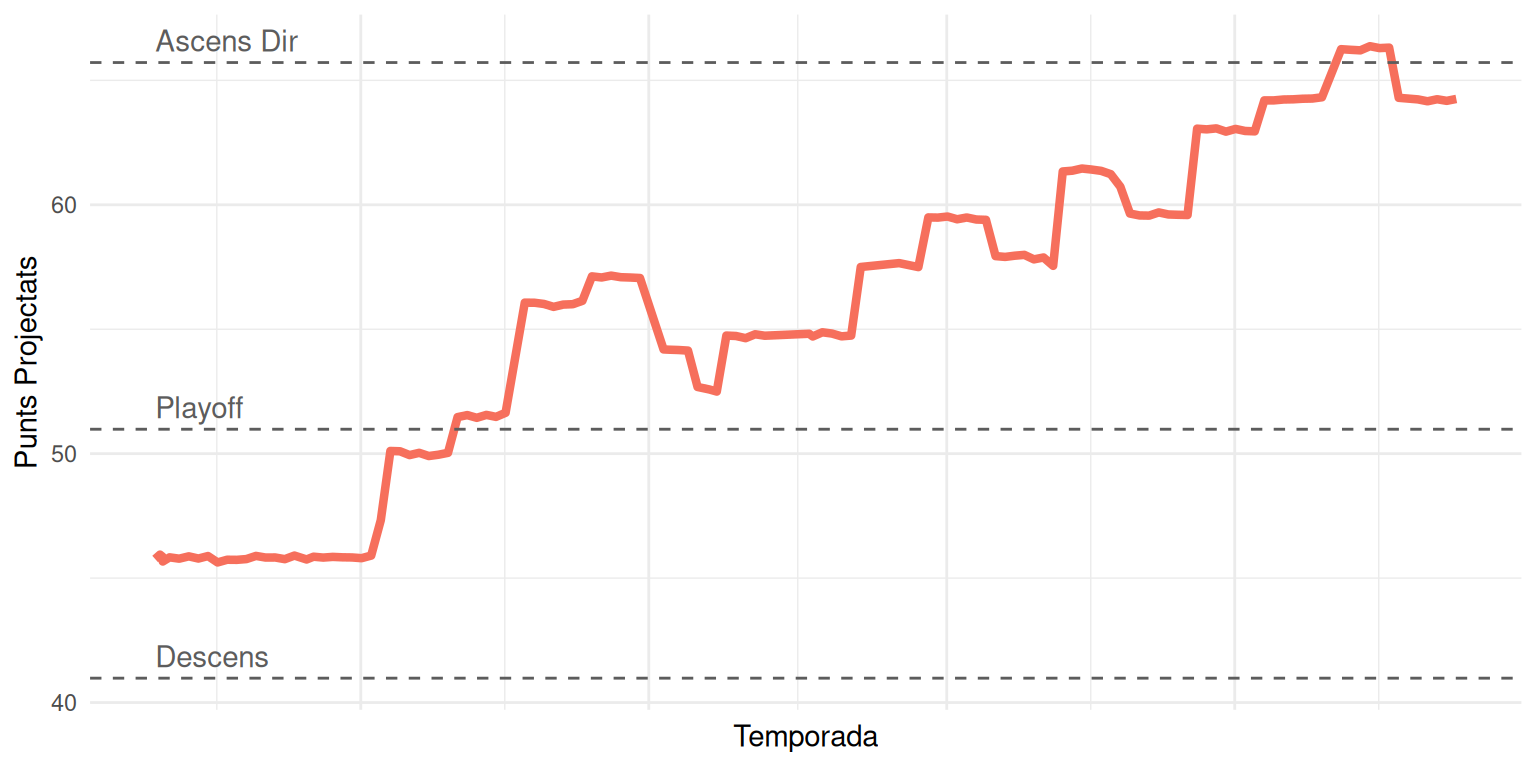 Ascens Dir
60
Punts Projectats
Playoff
50
Descens
40
Temporada